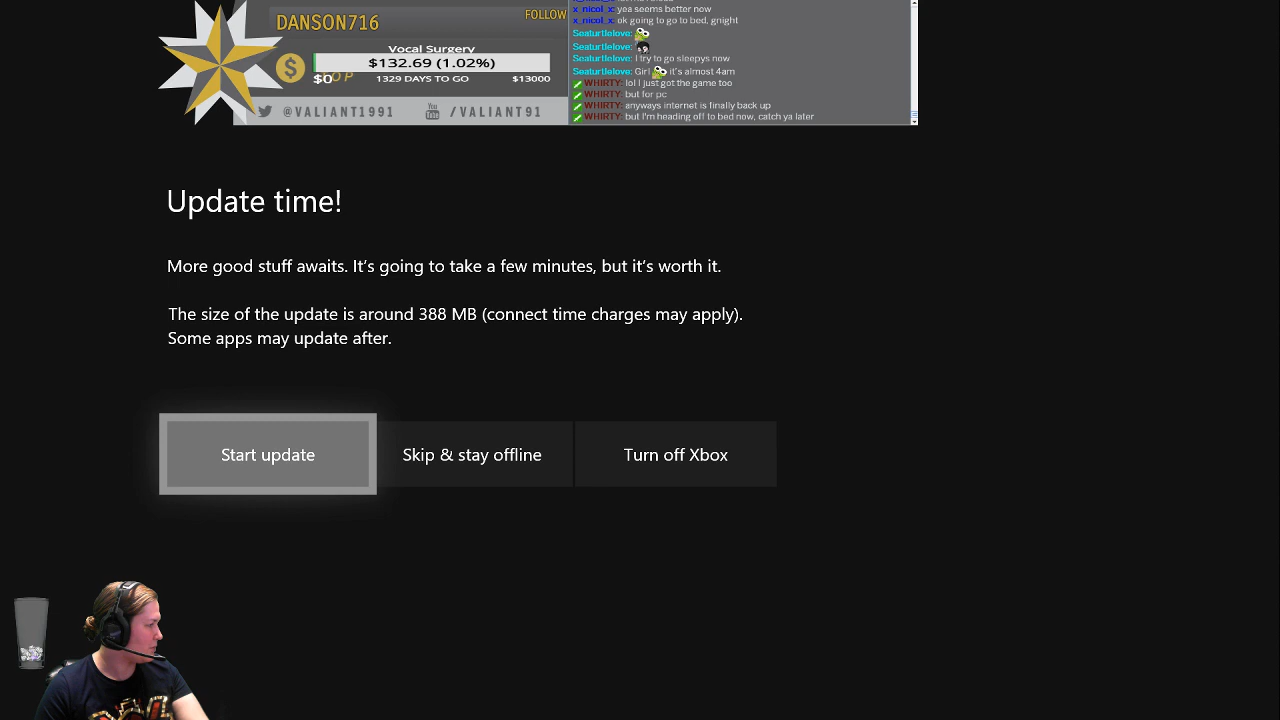 DANSON716
FOLLOW
Vocal Surgery
$132.69 (1.02%)
$0
OP
1329 DAYS TO GO
$13000
@VALIANT1991
You Tube
/VALIANT91
x_nicol_x: yea seems better now
x_nicol_x: ok going to go to bed, gnight
Seaturtlelove:
Seaturtlelove:
Seaturtlelove: I try to go sleepys now
Seaturtlelove: Girl it's almost 4am
WHIRTY: lol I just got the game too
WHIRTY: but for pc
WHIRTY: anyways internet is finally back up
WHIRTY: but I'm heading off to bed now, catch ya later
Update time!
More good stuff awaits. It's going to take a few minutes, but it's worth it.
The size of the update is around 388 MB (connect time charges may apply).
Some apps may update after.
Start update
Skip & stay offline
Turn off Xbox